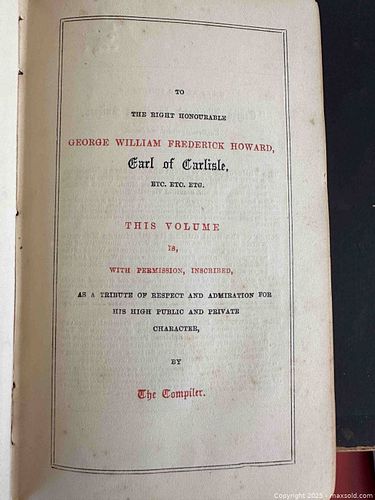 TO
THE RIGHT HONOURABLE
GEORGE WILLIAM FREDERICK HOWARD,
Earl of Carlisle,
ETC. ETC. ETC.
THIS VOLUME
IS,
WITH PERMISSION, INSCRIBED,
AS A TRIBUTE OF RESPECT AND ADMIRATION FOR
HIS HIGH PUBLIC AND PRIVATE
CHARACTER,
BY
The Compiler.
Copyright 2025 - maxsold.com